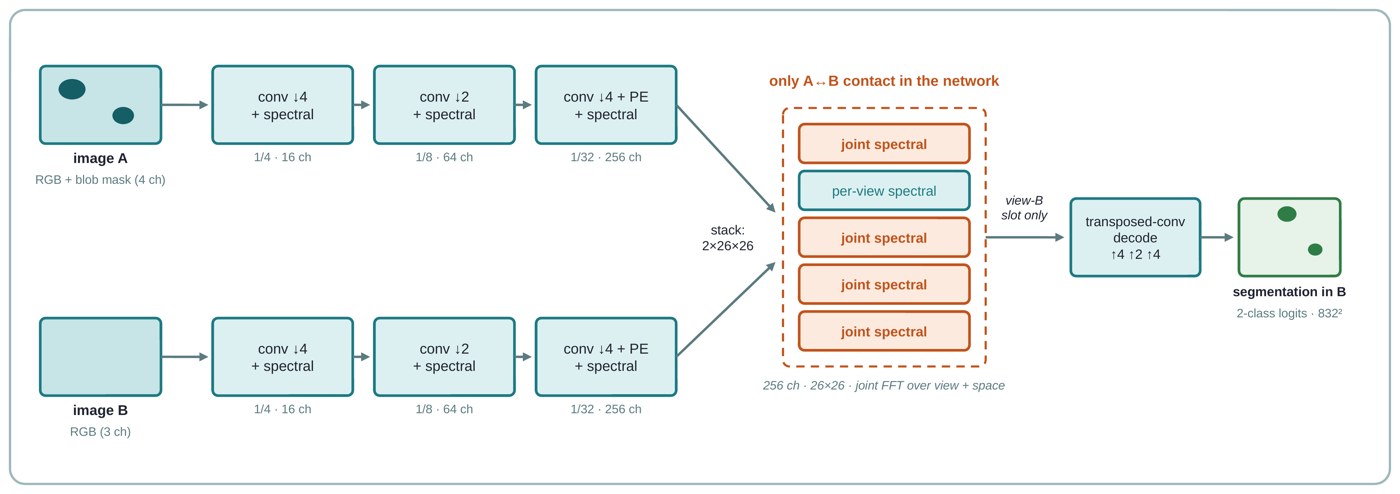 conv ↓4
+ spectral
1/4 · 16 ch
conv ↓2
+ spectral
1/8 · 64 ch
conv ↓4 + PE
+ spectral
1/32 · 256 ch
image A
RGB + blob mask (4 ch)
conv ↓4
+ spectral
1/4 · 16 ch
conv ↓2
+ spectral
1/8 · 64 ch
conv ↓4 + PE
+ spectral
1/32 · 256 ch
image B
RGB (3 ch)
stack:
2×26×26
only A↔B contact in the network
joint spectral
per-view spectral
joint spectral
joint spectral
joint spectral
256 ch · 26×26 · joint FFT over view + space
view-B
slot only
transposed-conv
decode
↑4 ↑2 ↑4
segmentation in B
2-class logits · 832²